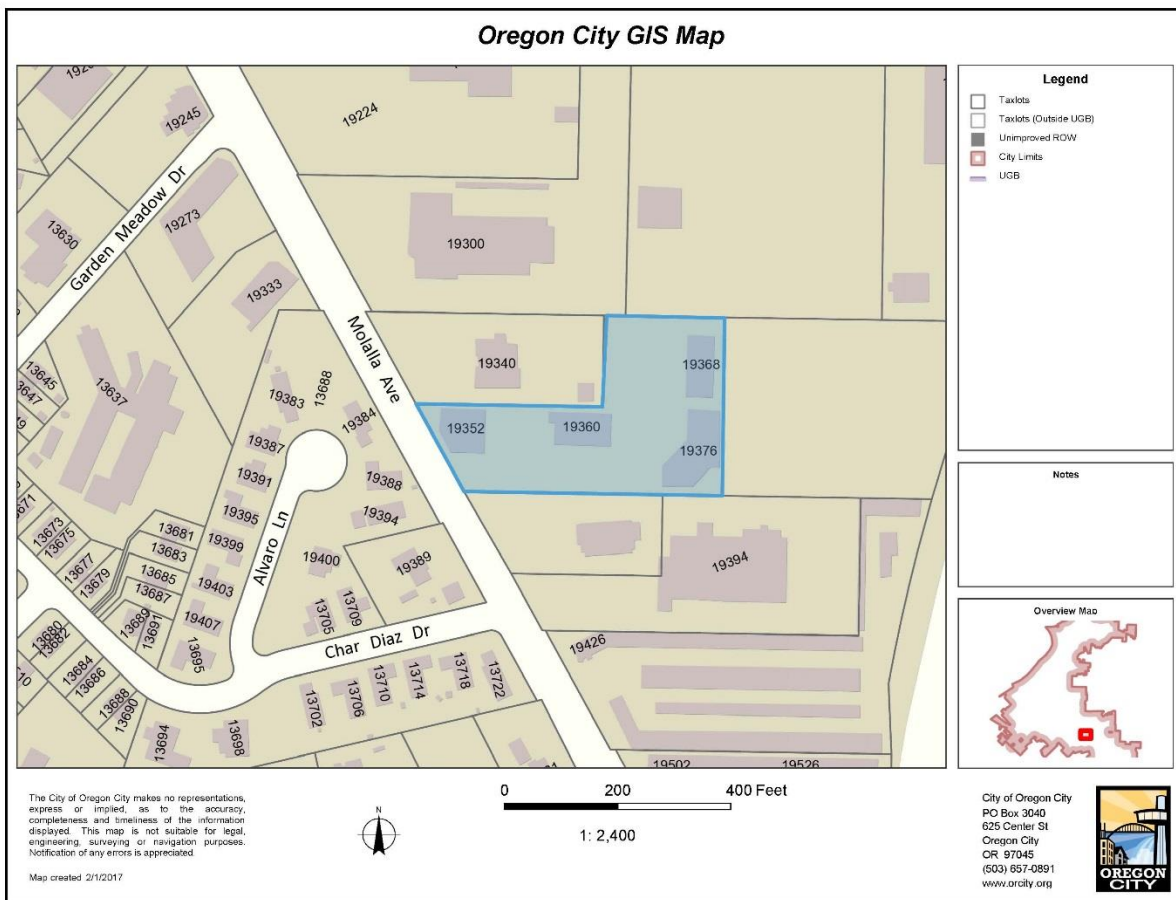 Oregon City GIS Map
19245
19224
Garden Meadow Dr
13630
19273
19300
19333
Molalla Ave
13645
13637
13688
19383
19340
19368
19384
19352
19360
19387
19376
19391
19388
19395
19394
13673
13675
13681
19399
13683
Alvaro Ln
19394
13677
13679
13685
19400
19389
13687
19403
13689
13691
19407
13705
13709
13680
13682
13695
Char Diaz Dr
19426
13684
13686
13710
13714
13718
13722
13688
13690
13702
13706
13694
13698
19502
19526
Legend
Taxlots
Taxlots (Outside UGB)
Unimproved ROW
City Limits
UGB
Notes
Overview Map
The City of Oregon City makes no representations,
express or implied, as to the accuracy,
completeness and timeliness of the information
displayed. This map is not suitable for legal,
engineering, surveying or navigation purposes.
Notification of any errors is appreciated.
Map created 2/1/2017
N
0 200 400 Feet
1: 2,400
City of Oregon City
PO Box 3040
625 Center St
Oregon City
OR 97045
(503) 657-0891
www.orcity.org
OREGON
CITY